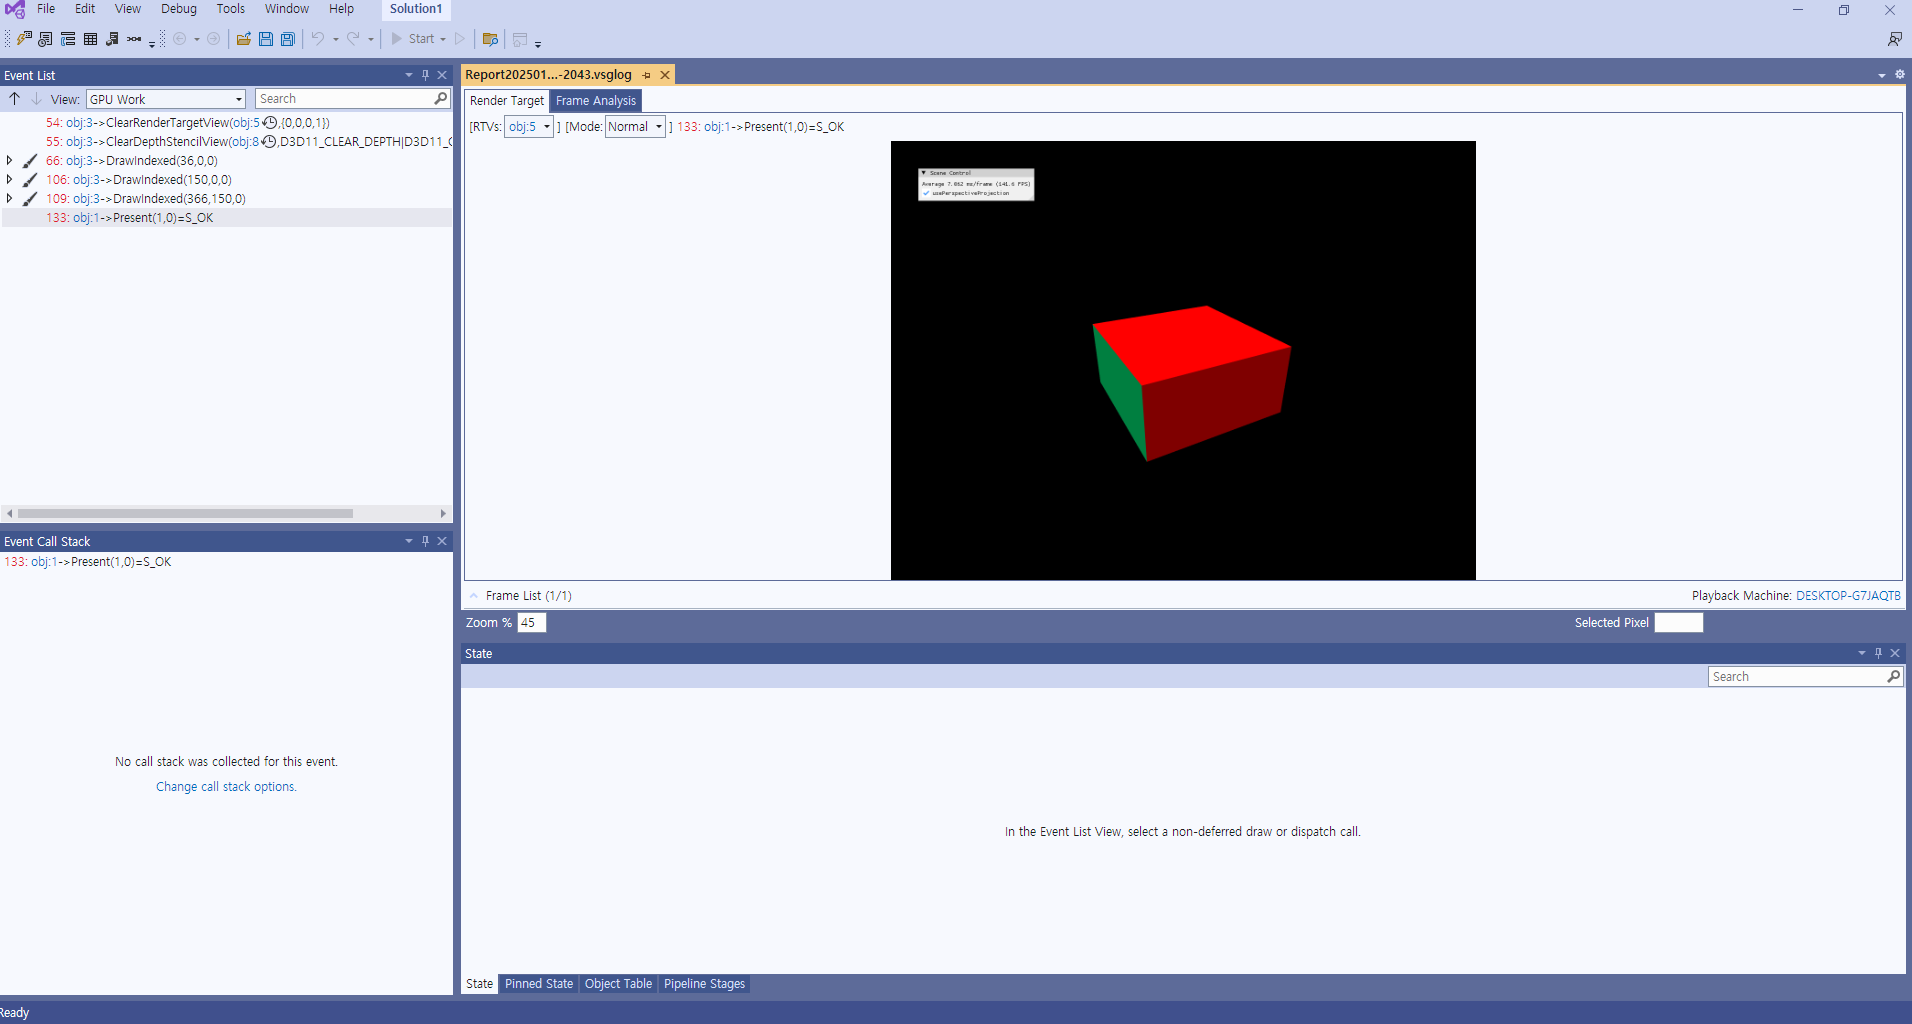 File Edit View Debug Tools Window Help Solution1
Start
Event List
View: GPU Work Search
54: obj:3->ClearRenderTargetView(obj:5,{0,0,0,1})
55: obj:3->ClearDepthStencilView(obj:8,D3D11_CLEAR_DEPTH|D3D11_C
66: obj:3->DrawIndexed(36,0,0)
106: obj:3->DrawIndexed(150,0,0)
109: obj:3->DrawIndexed(366,150,0)
133: obj:1->Present(1,0)=S_OK
Event Call Stack
133: obj:1->Present(1,0)=S_OK
No call stack was collected for this event.
Change call stack options.
Report202501...-2043.vsglog
Render Target Frame Analysis
[RTVs: obj:5 ] [Mode: Normal ] 133: obj:1->Present(1,0)=S_OK
Scene Control
Average 7.062 ms/frame (141.6 FPS)
usePerspectiveProjection
Frame List (1/1) Playback Machine: DESKTOP-G7JAQTB
Zoom % 45 Selected Pixel
State
Search
In the Event List View, select a non-deferred draw or dispatch call.
State Pinned State Object Table Pipeline Stages
Ready